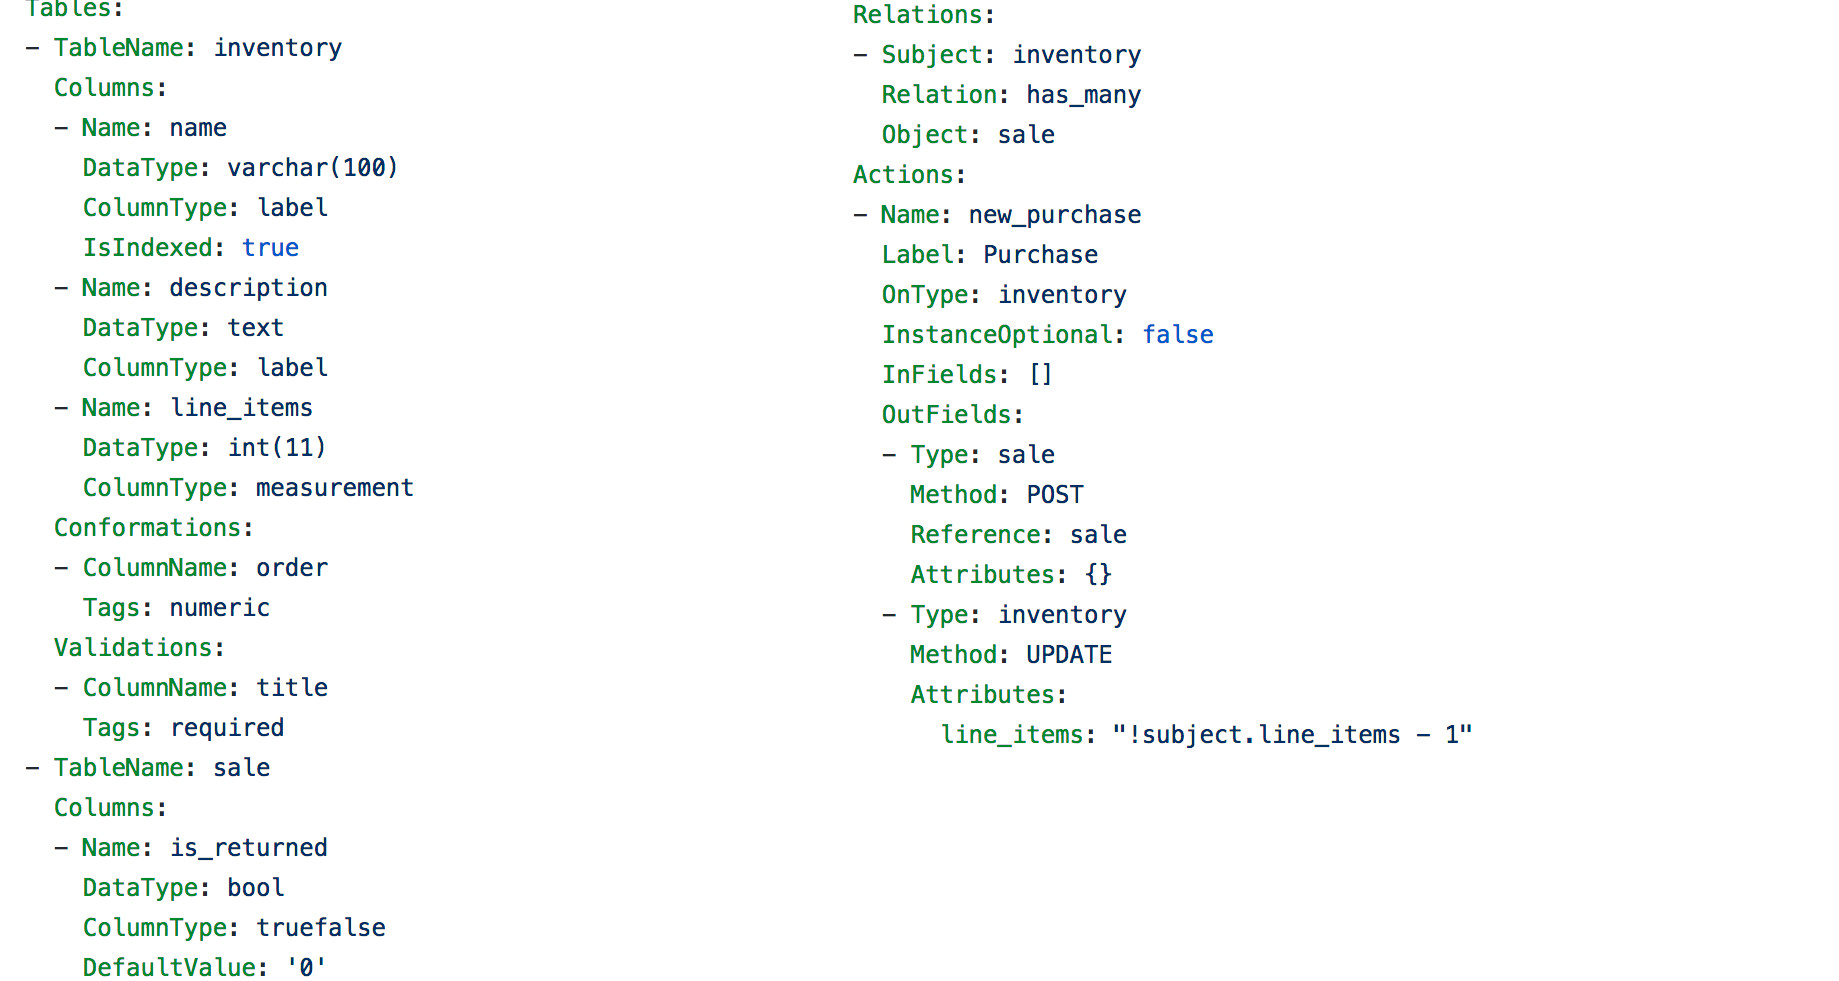 Tables:
- TableName: inventory
  Columns:
  - Name: name
    DataType: varchar(100)
    ColumnType: label
    IsIndexed: true
  - Name: description
    DataType: text
    ColumnType: label
  - Name: line_items
    DataType: int(11)
    ColumnType: measurement
  Conformations:
  - ColumnName: order
    Tags: numeric
  Validations:
  - ColumnName: title
    Tags: required
- TableName: sale
  Columns:
  - Name: is_returned
    DataType: bool
    ColumnType: truefalse
    DefaultValue: '0'
Relations:
- Subject: inventory
  Relation: has_many
  Object: sale
Actions:
- Name: new_purchase
  Label: Purchase
  OnType: inventory
  InstanceOptional: false
  InFields: []
  OutFields:
  - Type: sale
    Method: POST
    Reference: sale
    Attributes: {}
  - Type: inventory
    Method: UPDATE
    Attributes:
      line_items: "!subject.line_items - 1"